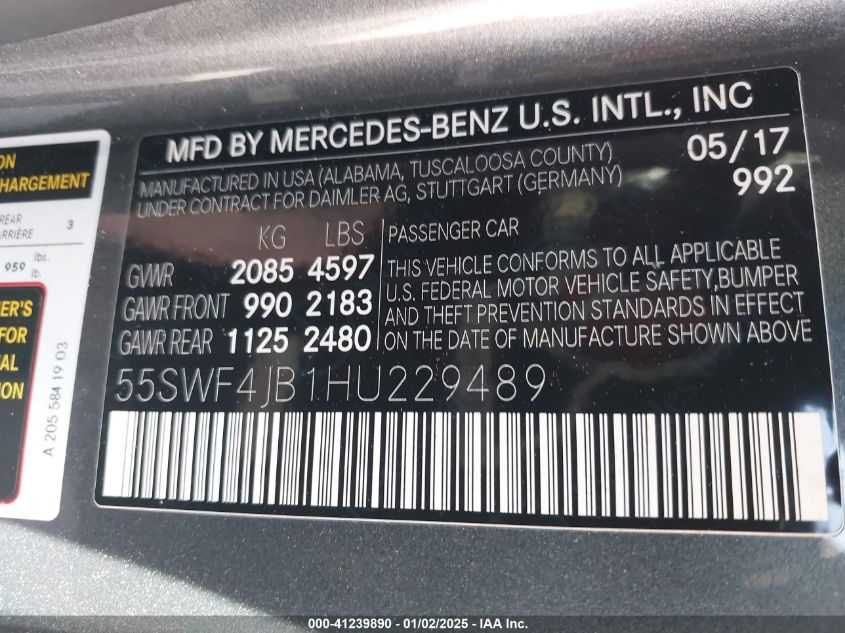 ON
HARGEMENT
REAR
ARRIÈRE
3
959 lbs.
lb.
ER'S
FOR
AL
ON
A 205 584 19 03
MFD BY MERCEDES-BENZ U.S. INTL., INC
MANUFACTURED IN USA (ALABAMA, TUSCALOOSA COUNTY)
UNDER CONTRACT FOR DAIMLER AG, STUTTGART (GERMANY)
05/17
992
KG LBS
GVWR 2085 4597
GAWR FRONT 990 2183
GAWR REAR 1125 2480
PASSENGER CAR
THIS VEHICLE CONFORMS TO ALL APPLICABLE
U.S. FEDERAL MOTOR VEHICLE SAFETY,BUMPER
AND THEFT PREVENTION STANDARDS IN EFFECT
ON THE DATE OF MANUFACTURE SHOWN ABOVE
55SWF4JB1HU229489
000-41239890 - 01/02/2025 - IAA Inc.